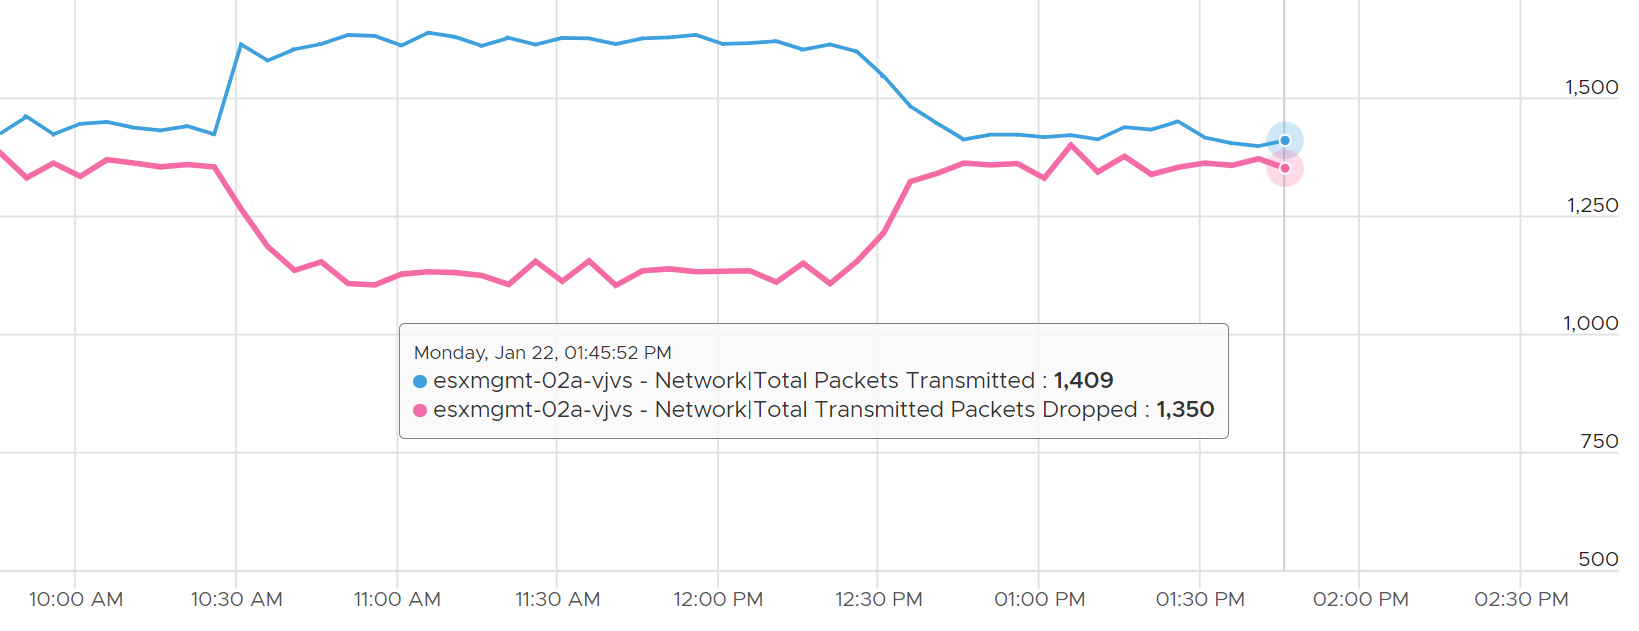 1,500
1,250
1,000
Monday, Jan 22, 01:45:52 PM
esxmgmt-02a-vjvs - Network|Total Packets Transmitted : 1,409
esxmgmt-02a-vjvs - Network|Total Transmitted Packets Dropped : 1,350
750
500
10:00 AM 10:30 AM 11:00 AM 11:30 AM 12:00 PM 12:30 PM 01:00 PM 01:30 PM 02:00 PM 02:30 PM